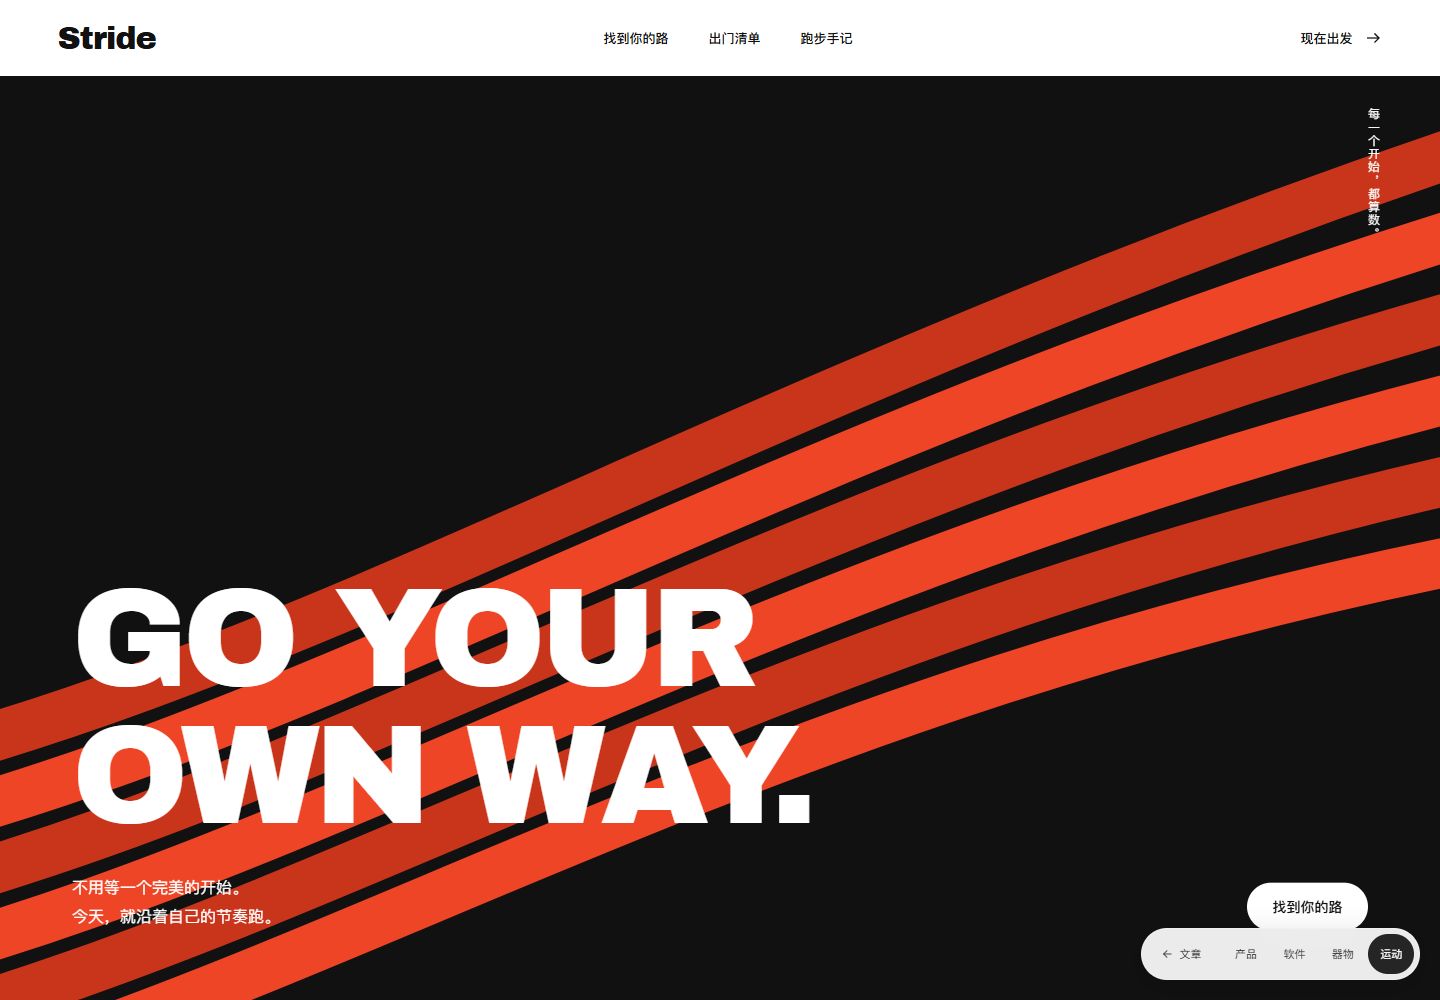 Stride
找到你的路
出门清单
跑步手记
现在出发 →
每一个开始，都算数。
GO YOUR
OWN WAY.
不用等一个完美的开始。
今天，就沿着自己的节奏跑。
找到你的路
← 文章
产品
软件
器物
运动